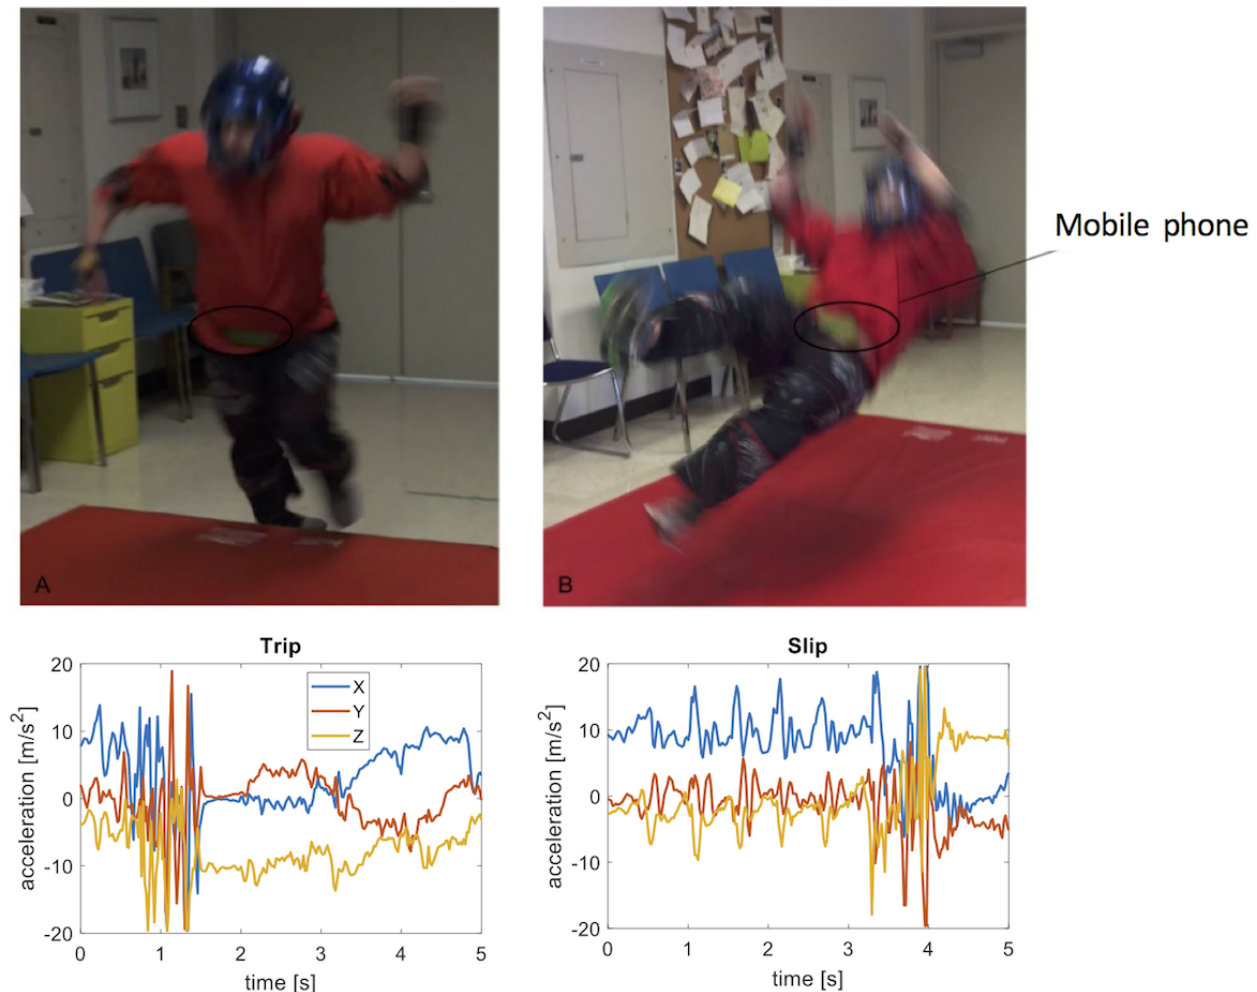 Mobile phone
A
B
Trip
20
10
0
-10
-20
acceleration [m/s²]
X
Y
Z
0 1 2 3 4 5
time [s]
Slip
20
10
0
-10
-20
acceleration [m/s²]
0 1 2 3 4 5
time [s]